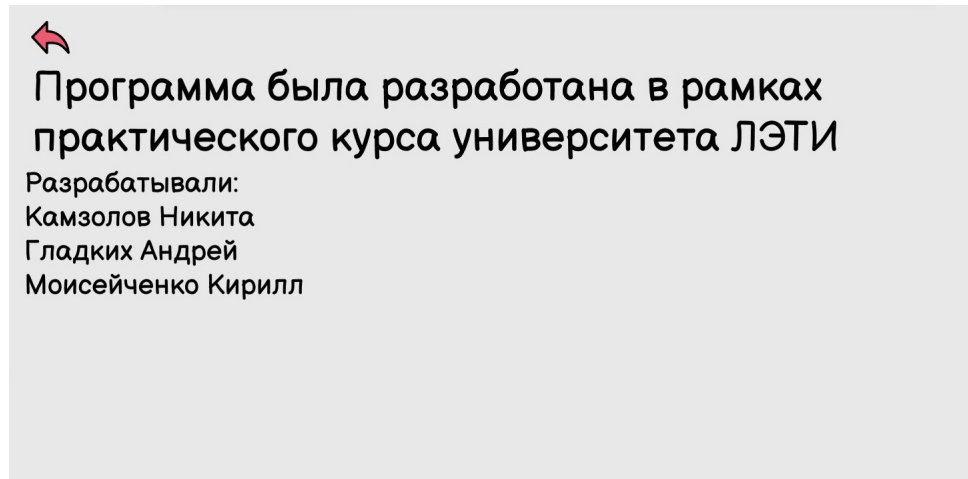 Программа была разработана в рамках
практического курса университета ЛЭТИ
Разрабатывали:
Камзолов Никита
Гладких Андрей
Моисейченко Кирилл